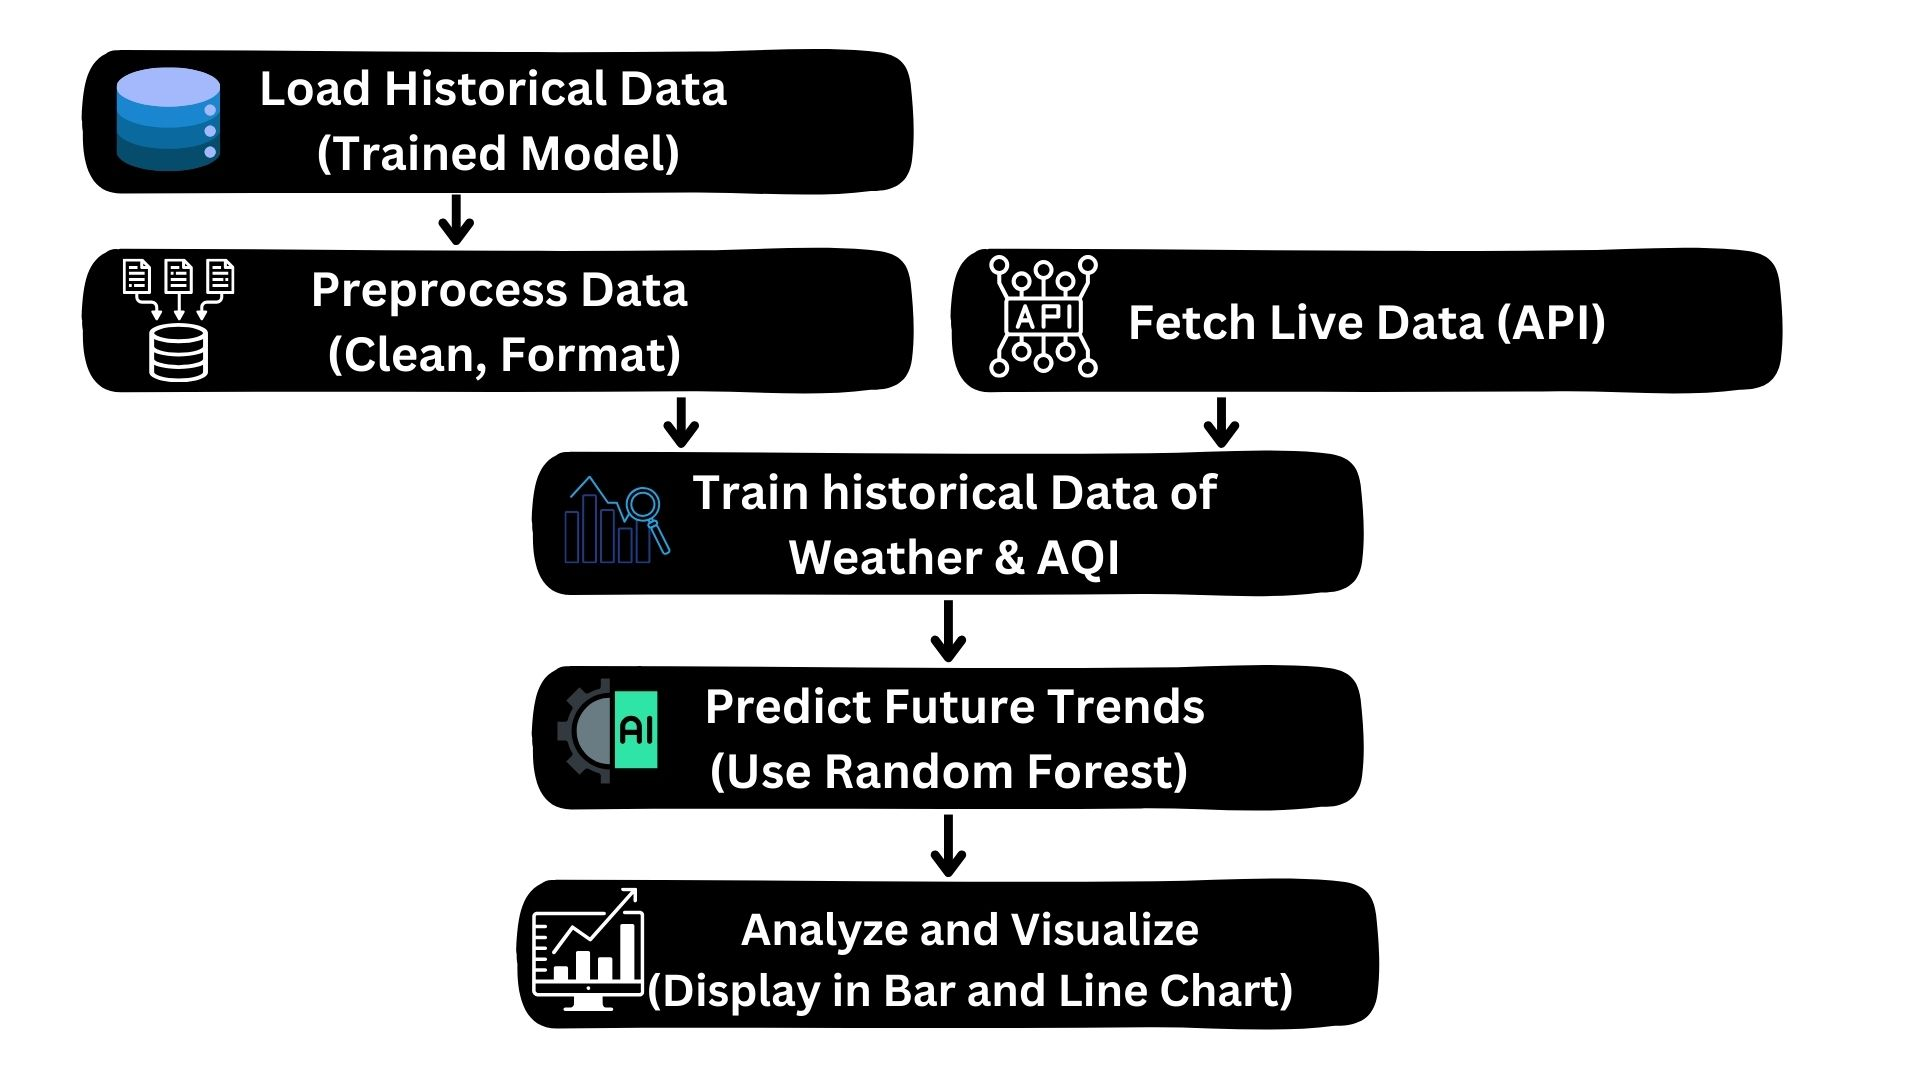 Load Historical Data
(Trained Model)
Preprocess Data
(Clean, Format)
API
Fetch Live Data (API)
Train historical Data of
Weather & AQI
AI
Predict Future Trends
(Use Random Forest)
Analyze and Visualize
(Display in Bar and Line Chart)